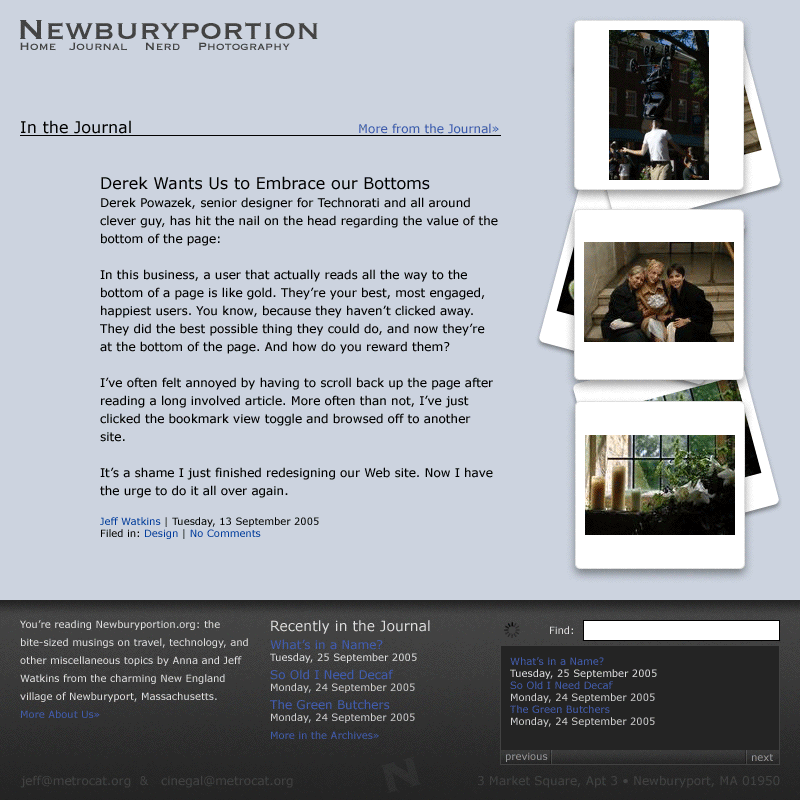 NEWBURYPORTION
HOME JOURNAL NERD PHOTOGRAPHY
In the Journal
More from the Journal»
Derek Wants Us to Embrace our Bottoms
Derek Powazek, senior designer for Technorati and all around
clever guy, has hit the nail on the head regarding the value of the
bottom of the page:
In this business, a user that actually reads all the way to the
bottom of a page is like gold. They’re your best, most engaged,
happiest users. You know, because they haven’t clicked away.
They did the best possible thing they could do, and now they’re
at the bottom of the page. And how do you reward them?
I’ve often felt annoyed by having to scroll back up the page after
reading a long involved article. More often than not, I’ve just
clicked the bookmark view toggle and browsed off to another
site.
It’s a shame I just finished redesigning our Web site. Now I have
the urge to do it all over again.
Jeff Watkins | Tuesday, 13 September 2005
Filed in: Design | No Comments
You’re reading Newburyportion.org: the
bite-sized musings on travel, technology, and
other miscellaneous topics by Anna and Jeff
Watkins from the charming New England
village of Newburyport, Massachusetts.
More About Us»
Recently in the Journal
What’s in a Name?
Tuesday, 25 September 2005
So Old I Need Decaf
Monday, 24 September 2005
The Green Butchers
Monday, 24 September 2005
More in the Archives»
Find:
What’s in a Name?
Tuesday, 25 September 2005
So Old I Need Decaf
Monday, 24 September 2005
The Green Butchers
Monday, 24 September 2005
previous
next
jeff@metrocat.org & cinegal@metrocat.org
N
3 Market Square, Apt 3 • Newburyport, MA 01950